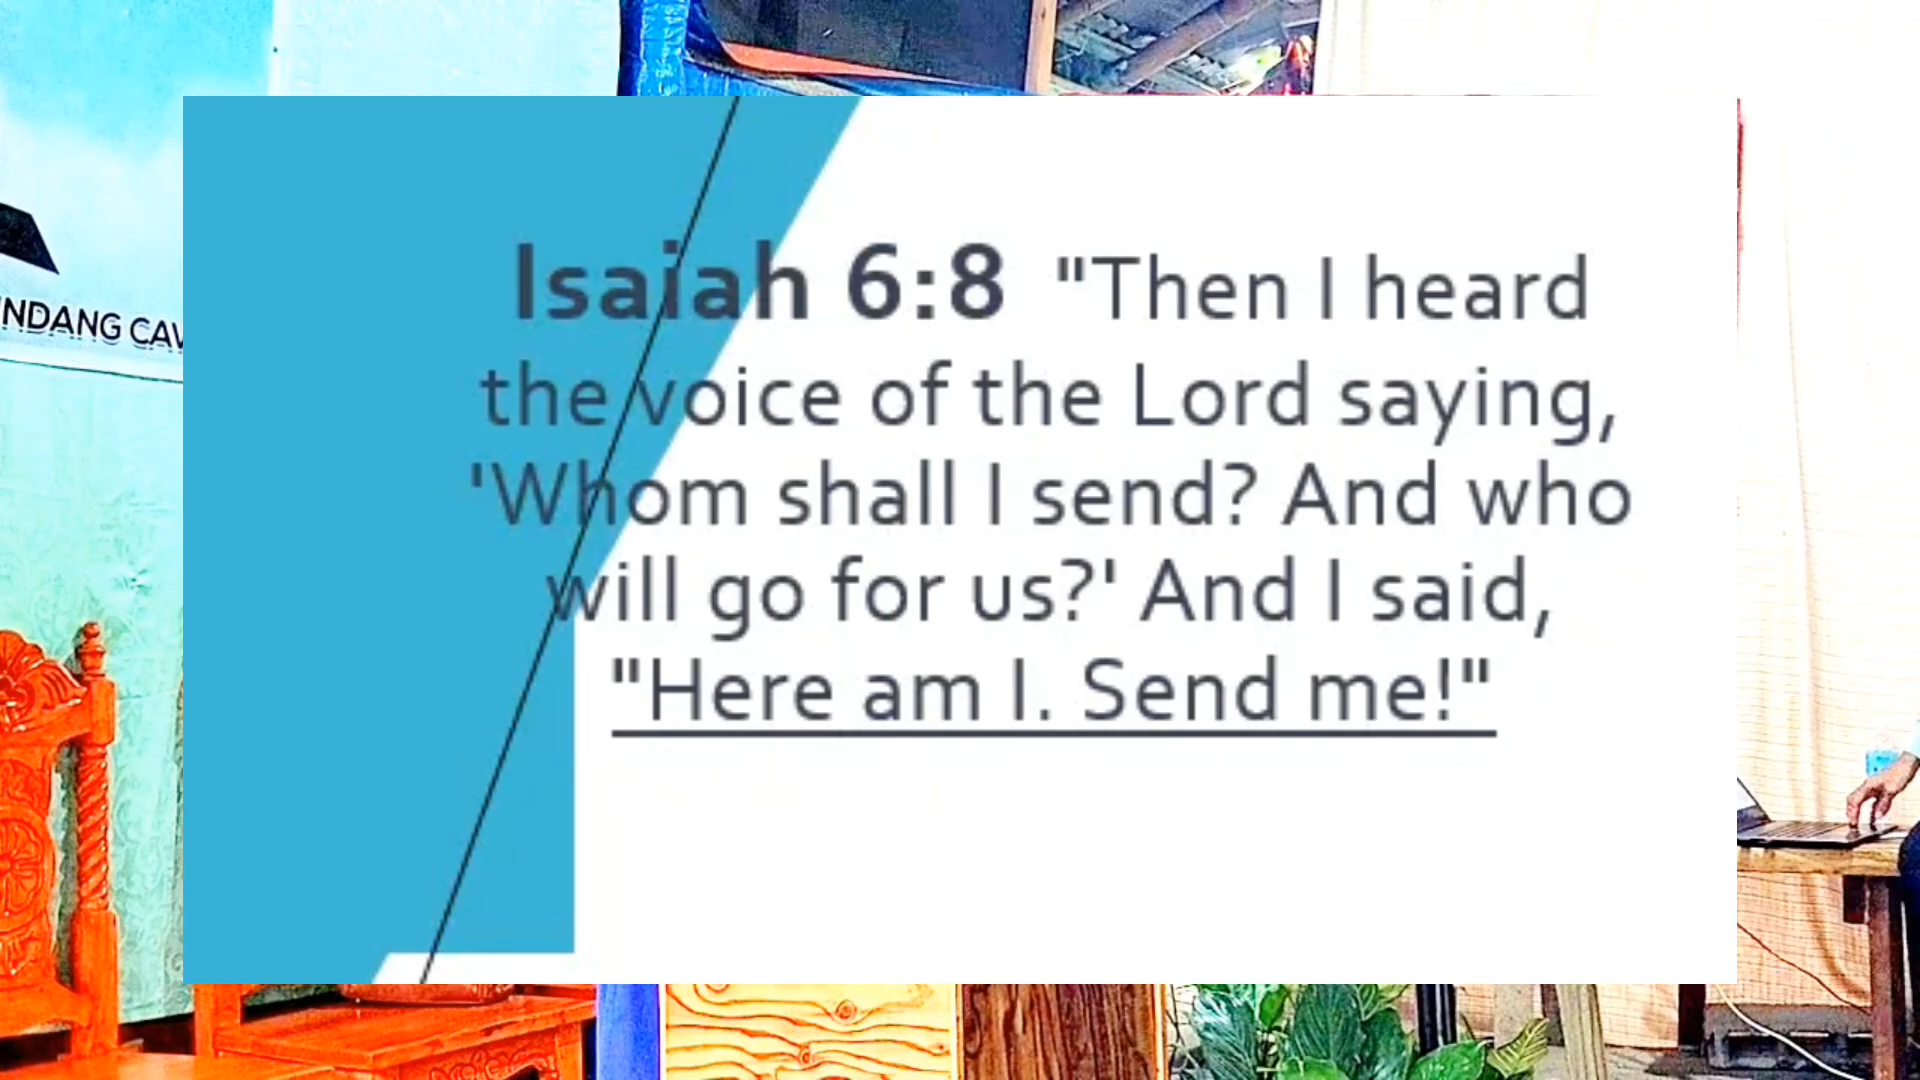 NDANG CAV
Isaiah 6:8 "Then I heard
the voice of the Lord saying,
'Whom shall I send? And who
will go for us?' And I said,
"Here am I. Send me!"